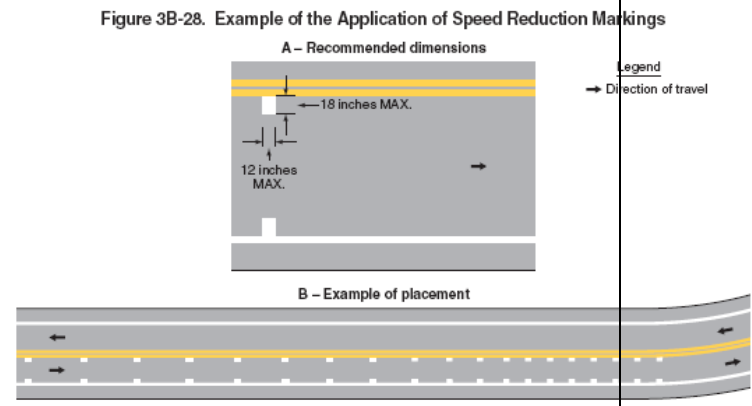 Figure 3B-28. Example of the Application of Speed Reduction Markings
A – Recommended dimensions
Legend
Direction of travel
18 inches MAX.
12 inches
MAX.
B – Example of placement